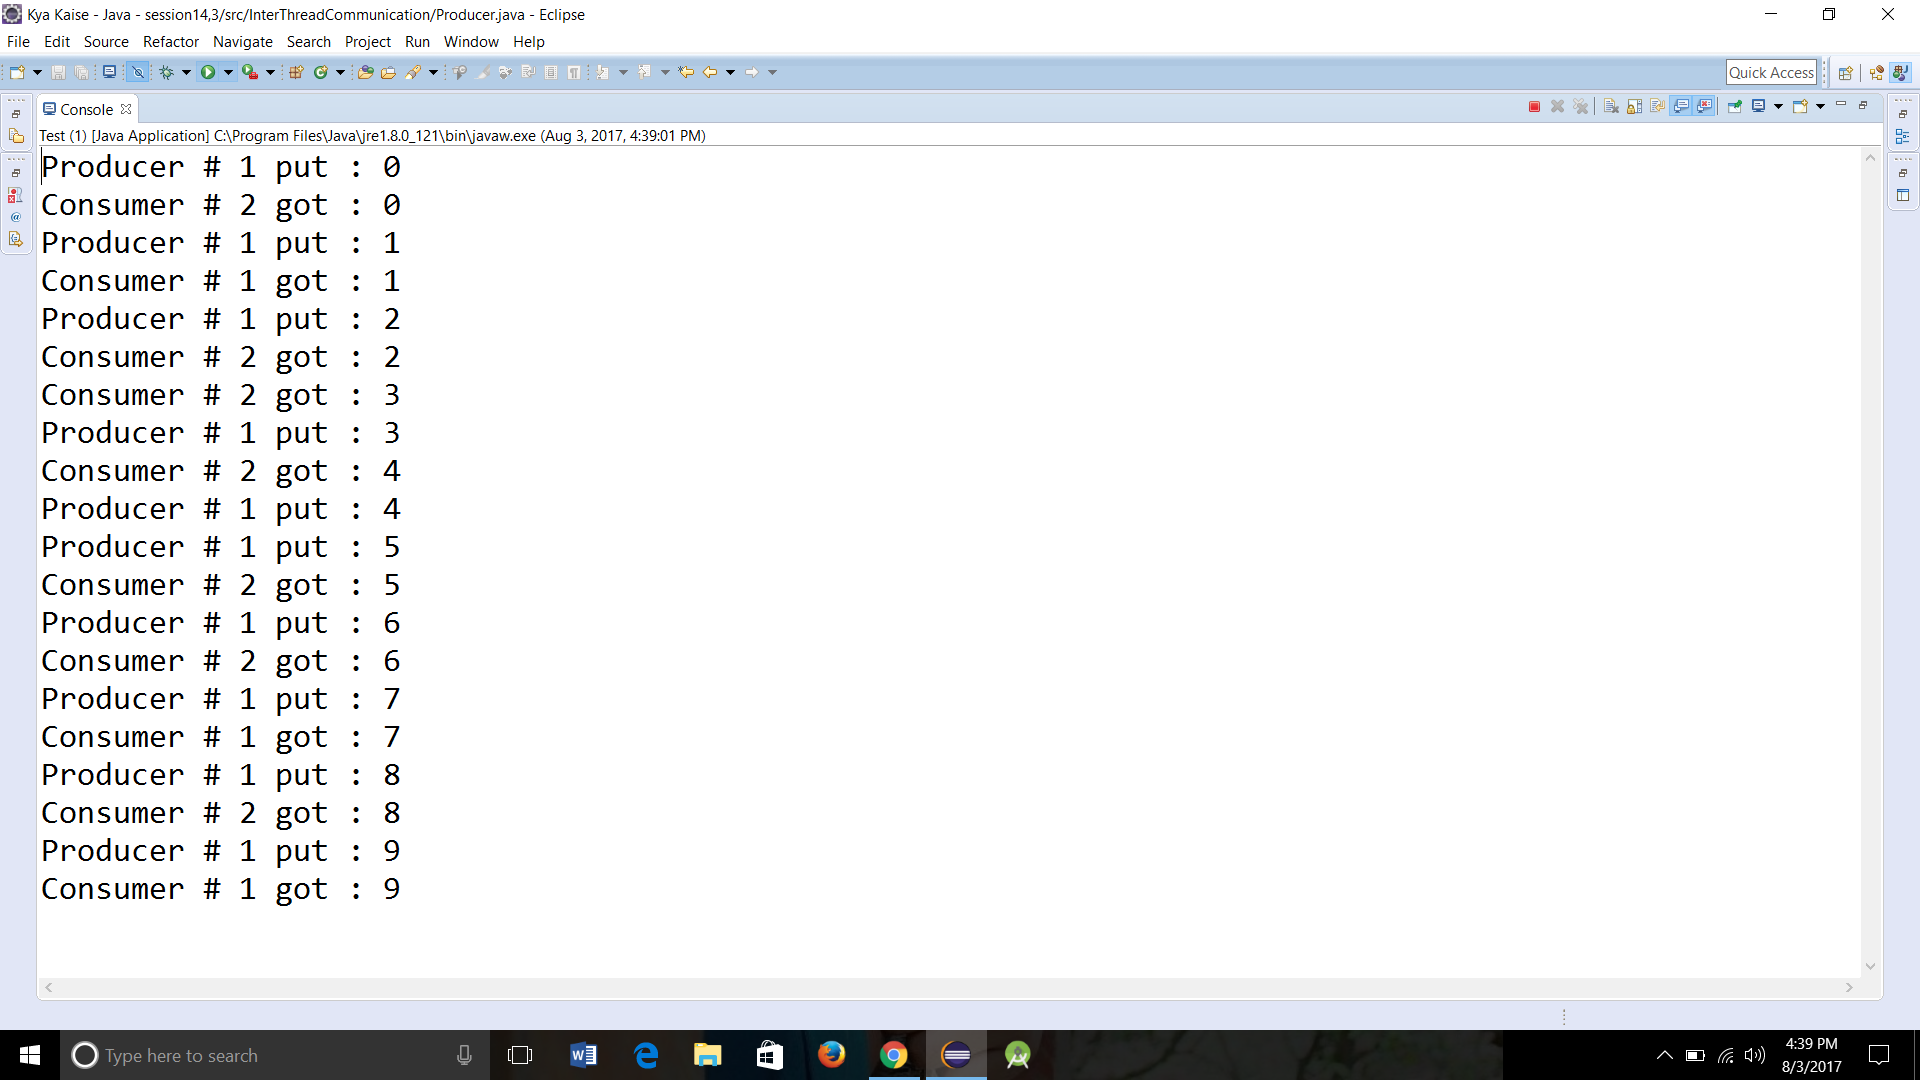 Kya Kaise - Java - session14,3/src/InterThreadCommunication/Producer.java - Eclipse
File Edit Source Refactor Navigate Search Project Run Window Help
Quick Access
Console
Test (1) [Java Application] C:\Program Files\Java\jre1.8.0_121\bin\javaw.exe (Aug 3, 2017, 4:39:01 PM)
Producer # 1 put : 0
Consumer # 2 got : 0
Producer # 1 put : 1
Consumer # 1 got : 1
Producer # 1 put : 2
Consumer # 2 got : 2
Consumer # 2 got : 3
Producer # 1 put : 3
Consumer # 2 got : 4
Producer # 1 put : 4
Producer # 1 put : 5
Consumer # 2 got : 5
Producer # 1 put : 6
Consumer # 2 got : 6
Producer # 1 put : 7
Consumer # 1 got : 7
Producer # 1 put : 8
Consumer # 2 got : 8
Producer # 1 put : 9
Consumer # 1 got : 9
Type here to search
4:39 PM
8/3/2017